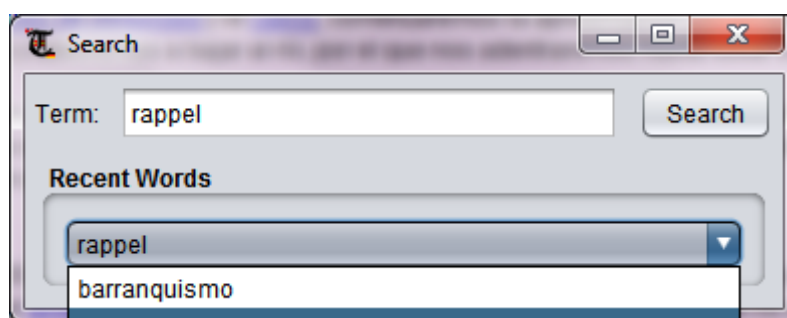 Search
Term: rappel Search
Recent Words
rappel
barranquismo